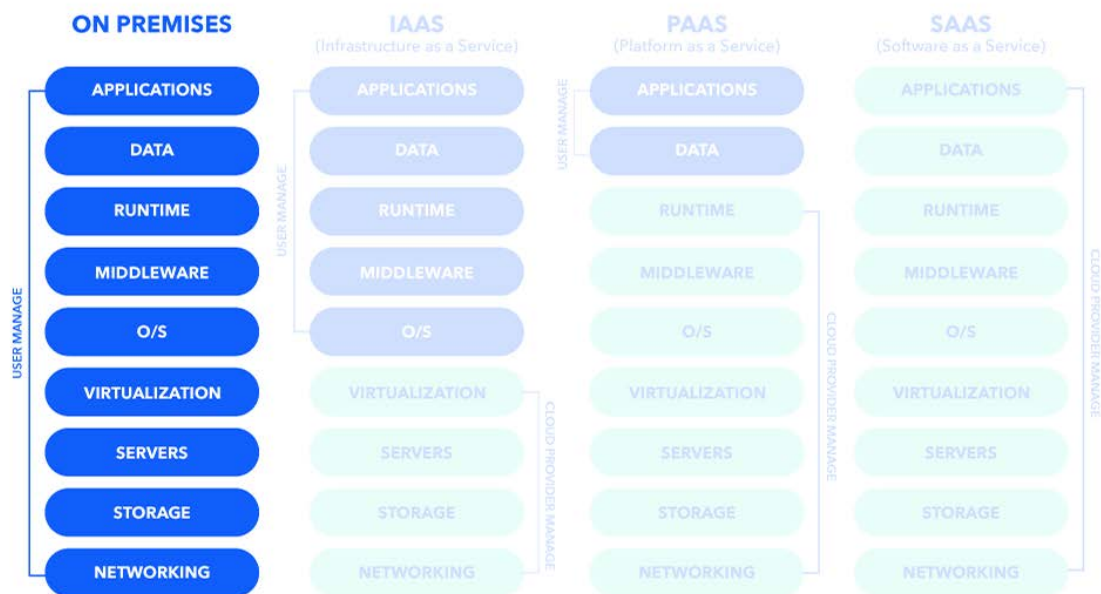 ON PREMISES
USER MANAGE
APPLICATIONS
DATA
RUNTIME
MIDDLEWARE
O/S
VIRTUALIZATION
SERVERS
STORAGE
NETWORKING
IAAS
(Infrastructure as a Service)
USER MANAGE
APPLICATIONS
DATA
RUNTIME
MIDDLEWARE
O/S
VIRTUALIZATION
SERVERS
STORAGE
NETWORKING
CLOUD PROVIDER MANAGE
PAAS
(Platform as a Service)
USER MANAGE
APPLICATIONS
DATA
RUNTIME
MIDDLEWARE
O/S
VIRTUALIZATION
SERVERS
STORAGE
NETWORKING
CLOUD PROVIDER MANAGE
SAAS
(Software as a Service)
APPLICATIONS
DATA
RUNTIME
MIDDLEWARE
O/S
VIRTUALIZATION
SERVERS
STORAGE
NETWORKING
CLOUD PROVIDER MANAGE